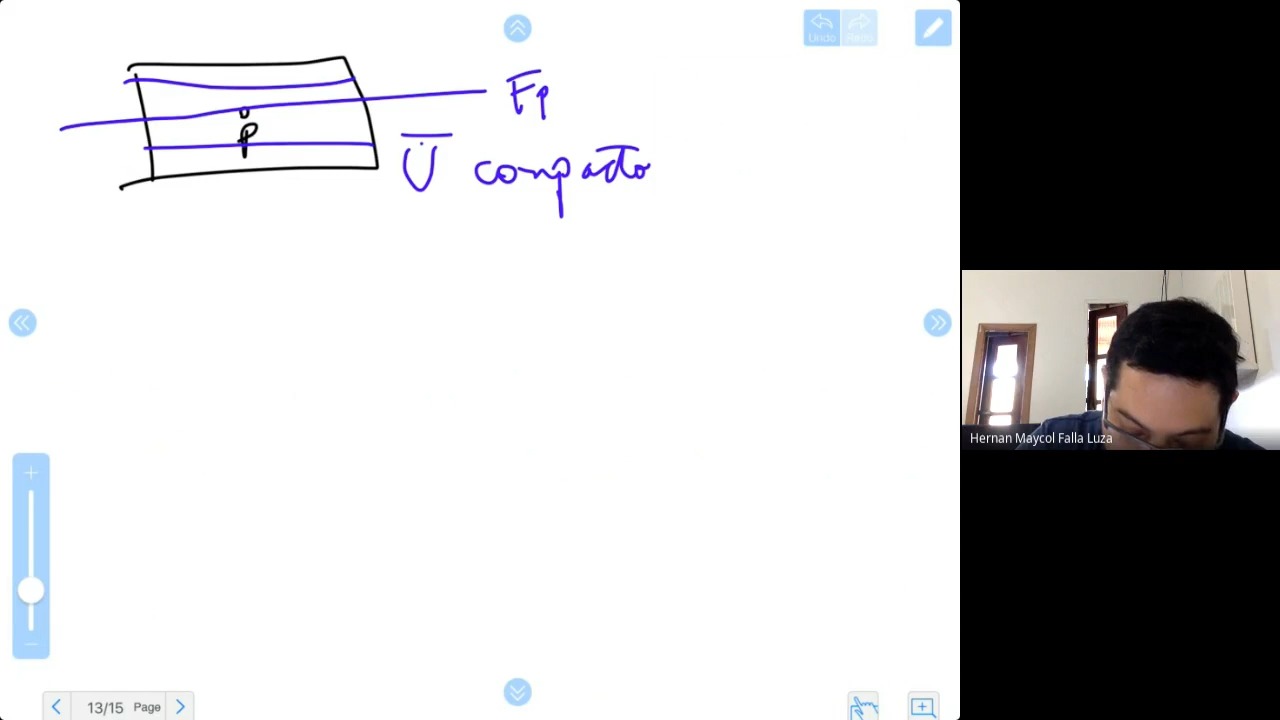 Undo Redo
Fp
p
Ū compacto
Hernan Maycol Falla Luza
13/15 Page